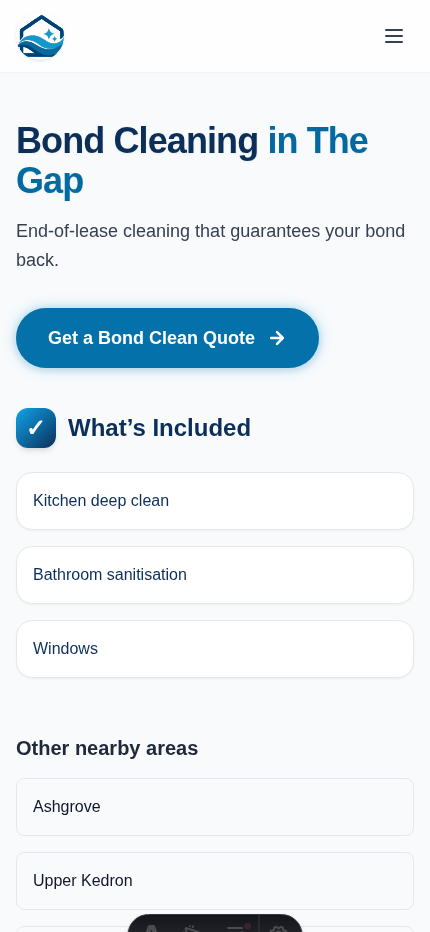 Bond Cleaning in The
Gap
End-of-lease cleaning that guarantees your bond
back.
Get a Bond Clean Quote →
✓ What’s Included
Kitchen deep clean
Bathroom sanitisation
Windows
Other nearby areas
Ashgrove
Upper Kedron